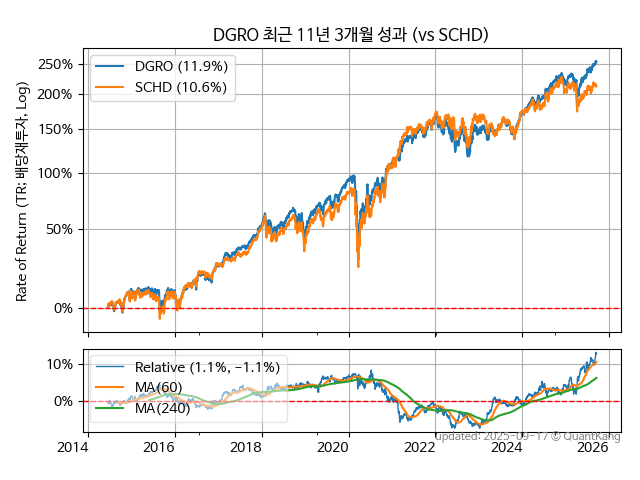 DGRO 최근 11년 3개월 성과 (vs SCHD)
Rate of Return (TR; 배당재투자, Log)
250%
200%
150%
100%
50%
0%
DGRO (11.9%)
SCHD (10.6%)
10%
0%
Relative (1.1%, −1.1%)
MA(60)
MA(240)
2014 2016 2018 2020 2022 2024 2026
updated: 2025-09-17 © QuantKang